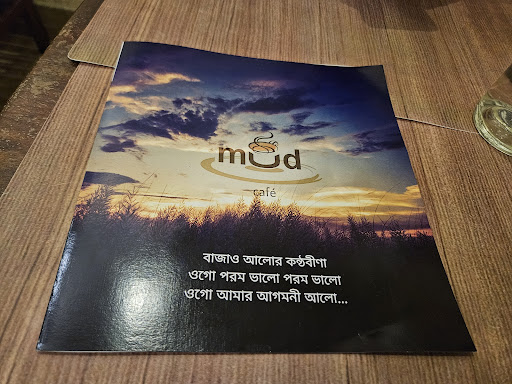 mud
café
বাজাও আলোর কণ্ঠবীণা
ওগো পরম ভালো পরম ভালো
ওগো আমার আগমনী আলো...